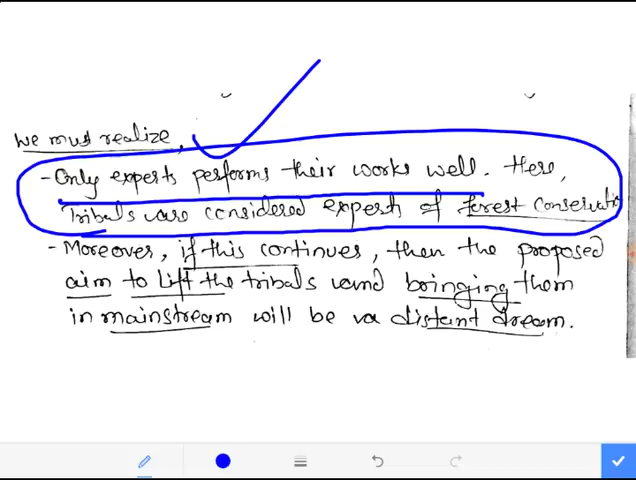 we must realize,
- Only experts performs their works well. Here,
Tribals are considered experts of forest conservati
- Moreover, if this continues, then the proposed
aim to lift the tribals and bringing them
in mainstream will be a distant dream.